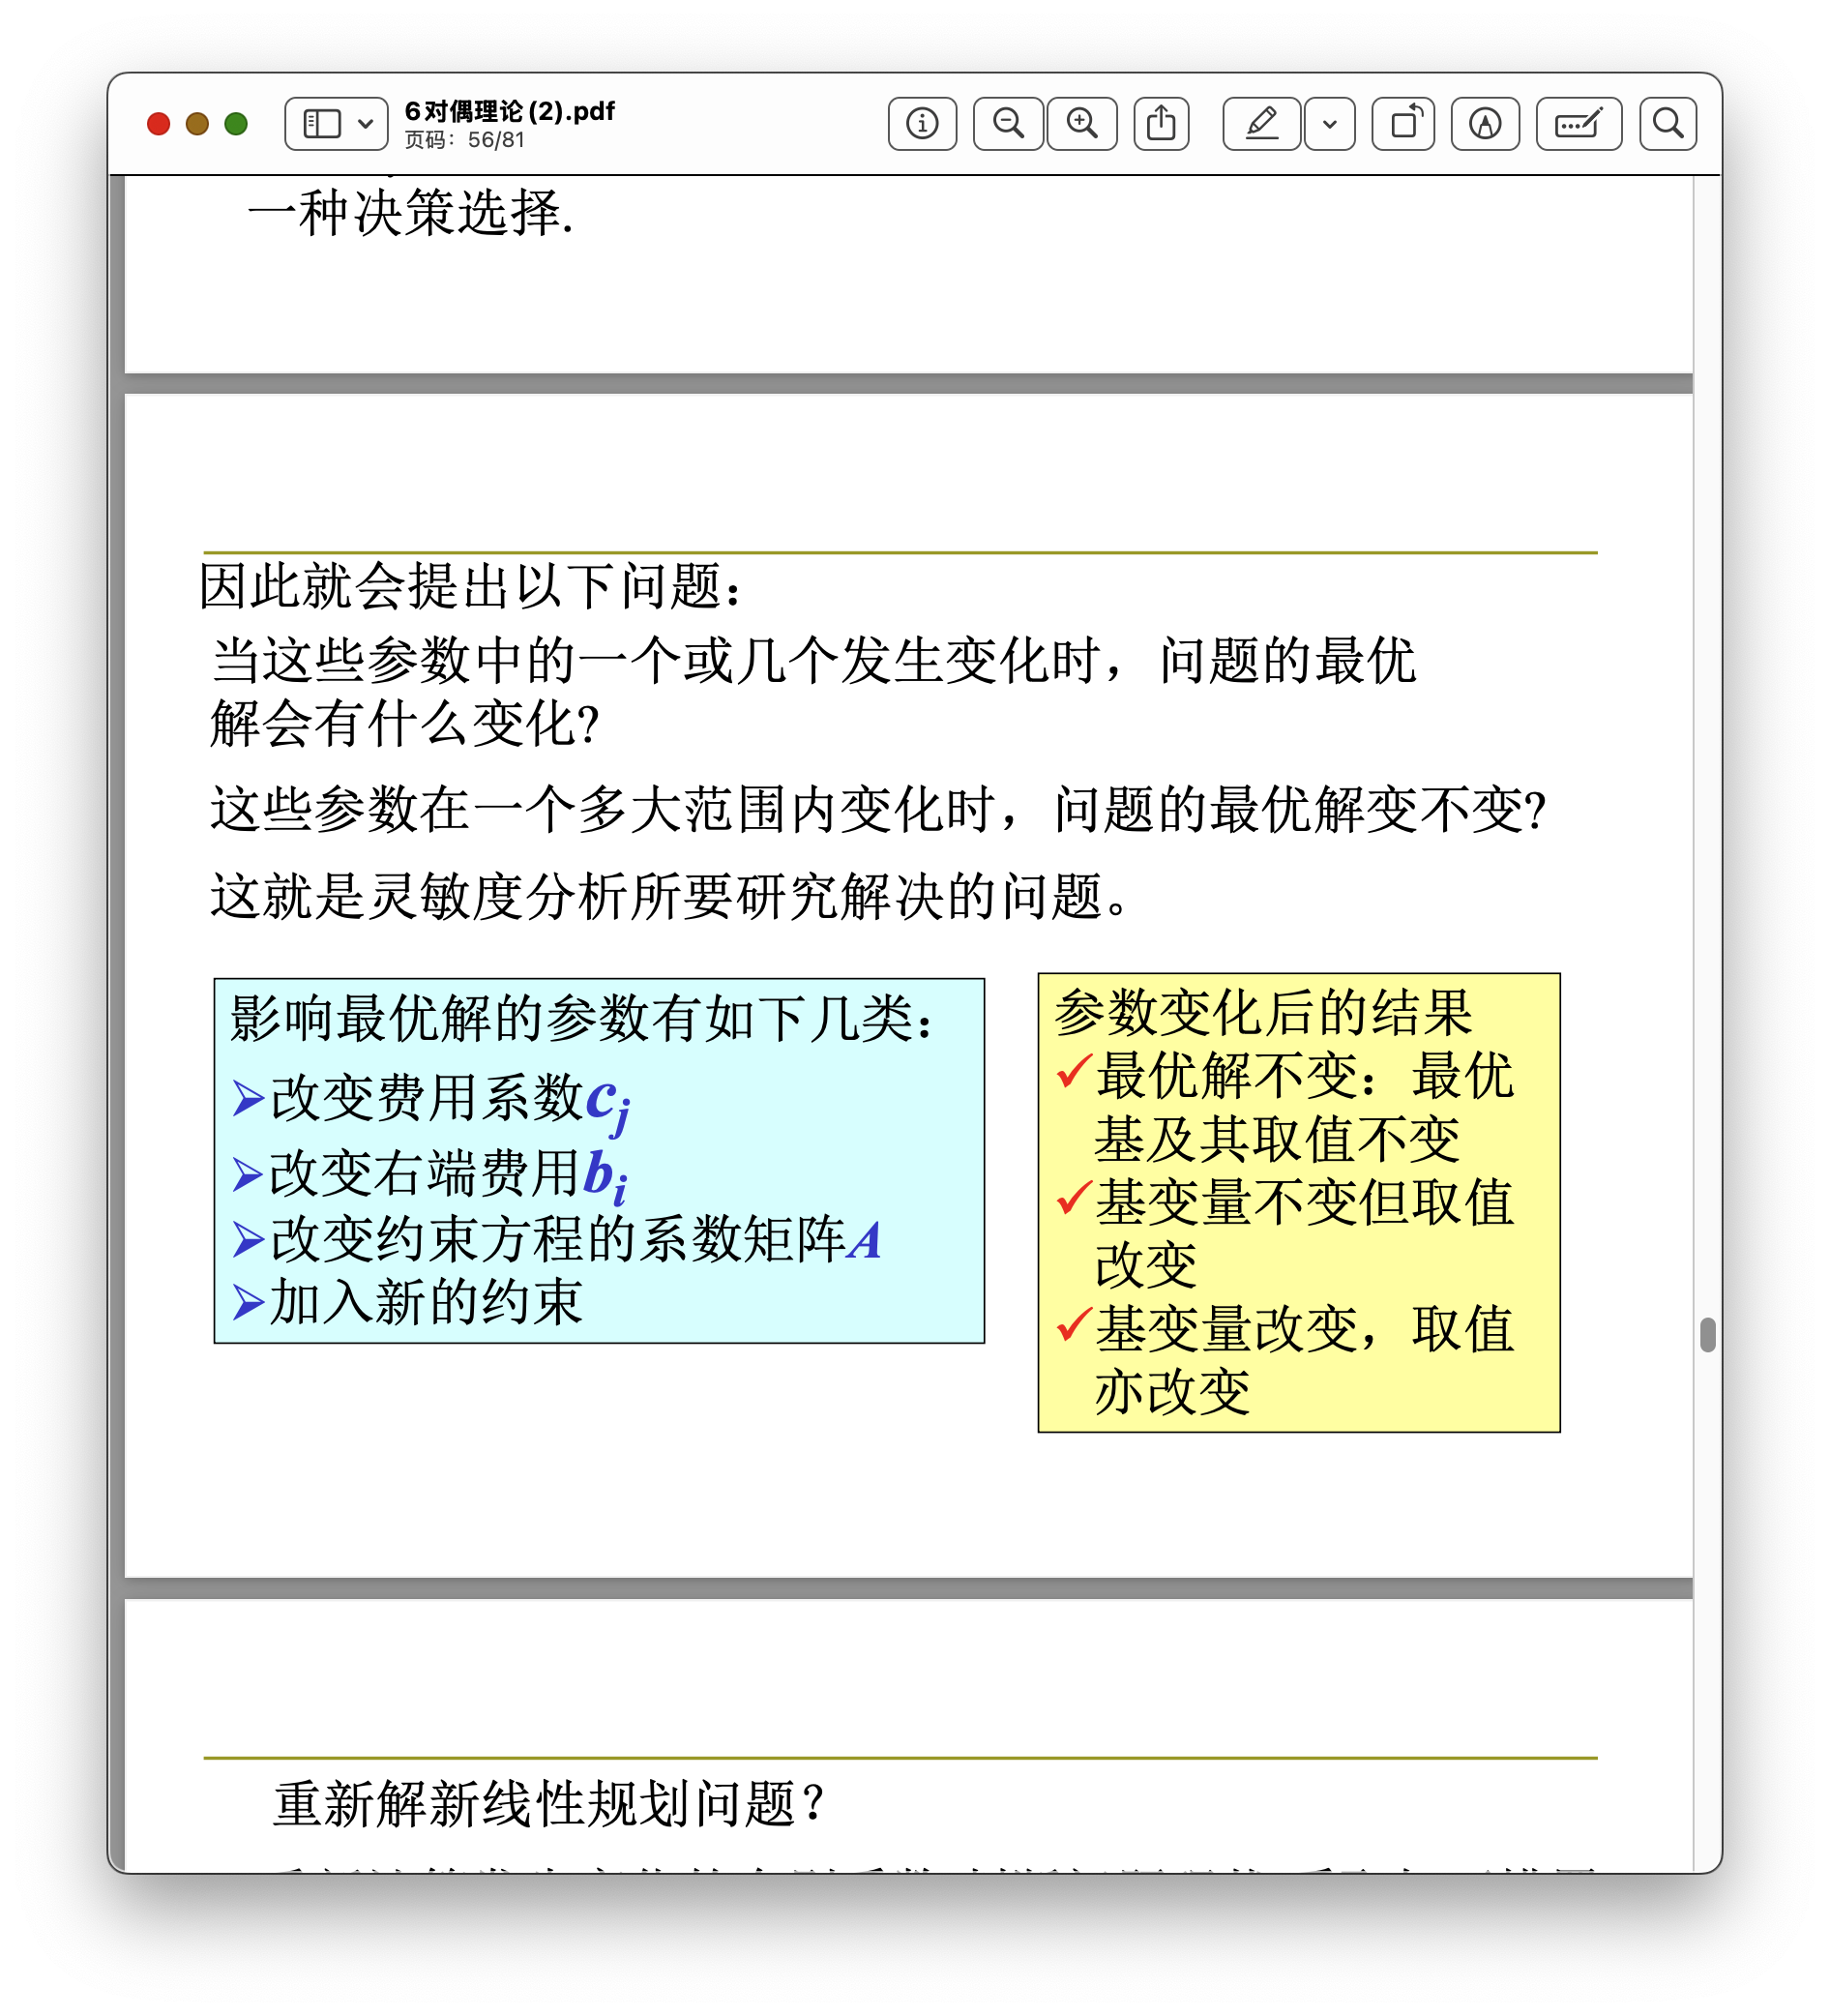 6对偶理论 (2).pdf
页码：56/81
一种决策选择.
因此就会提出以下问题：
当这些参数中的一个或几个发生变化时，问题的最优
解会有什么变化?
这些参数在一个多大范围内变化时，问题的最优解变不变?
这就是灵敏度分析所要研究解决的问题。
影响最优解的参数有如下几类：
➢改变费用系数cj
➢改变右端费用bi
➢改变约束方程的系数矩阵A
➢加入新的约束
参数变化后的结果
✓最优解不变：最优
基及其取值不变
✓基变量不变但取值
改变
✓基变量改变，取值
亦改变
重新解新线性规划问题？